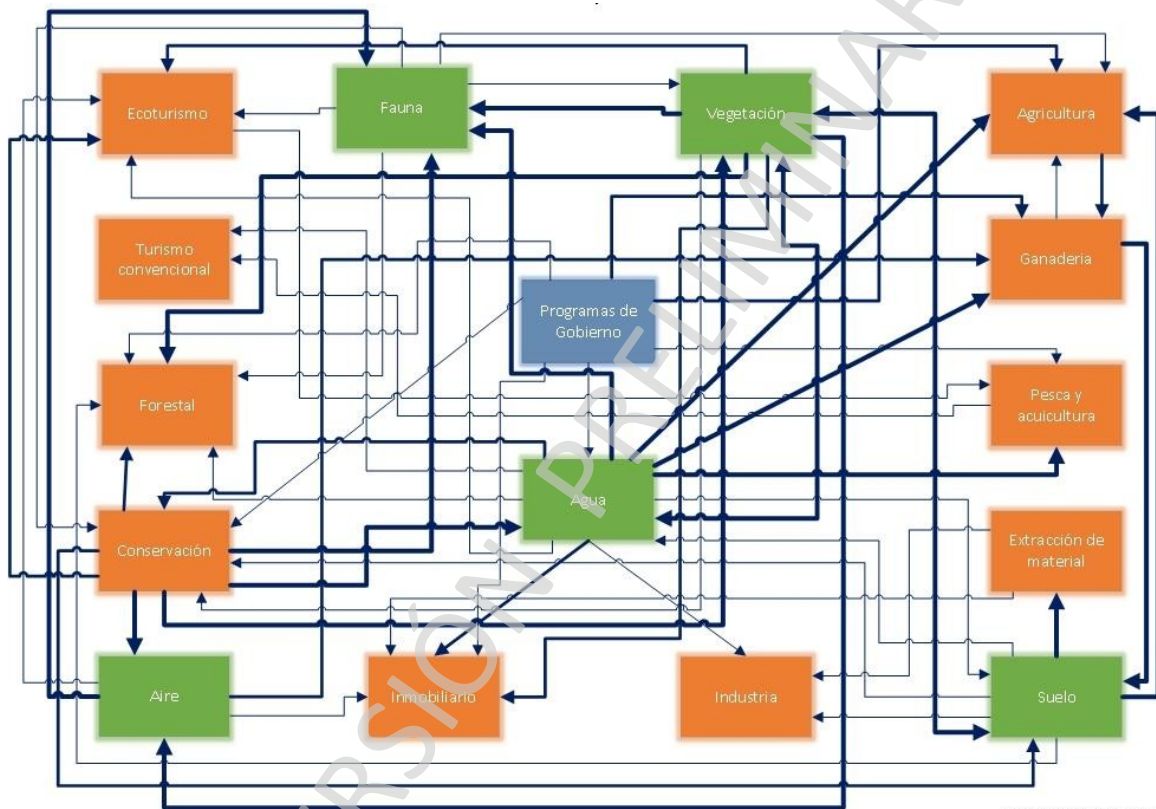 Ecoturismo
Fauna
Vegetación
Agricultura
Turismo
convencional
Programas de
Gobierno
Ganadería
Forestal
Pesca y
acuicultura
Agua
Conservación
Extracción de
material
Aire
Inmobiliario
Industria
Suelo
VERSIÓN PRELIMINAR